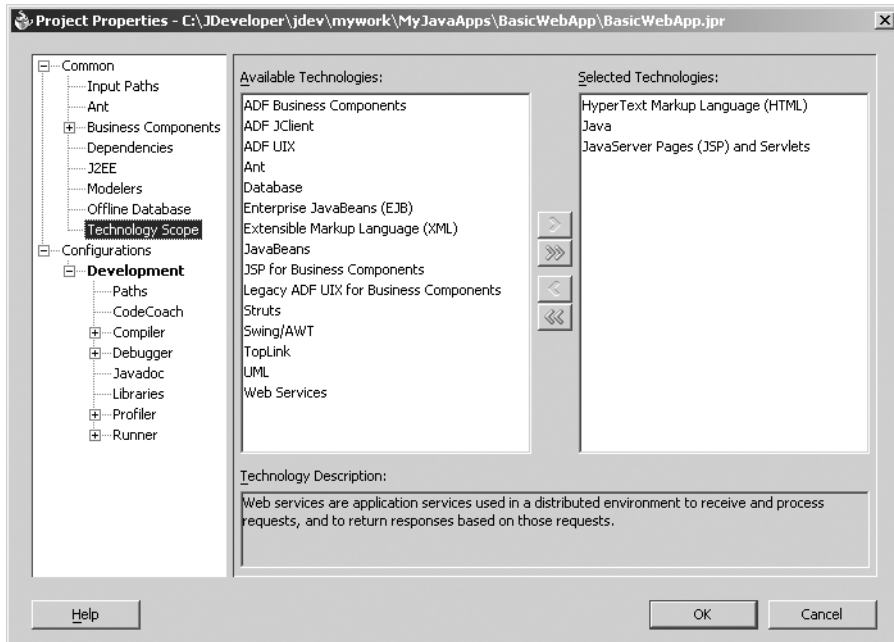 Project Properties - C:\JDeveloper\jdev\mywork\MyJavaApps\BasicWebApp\BasicWebApp.jpr
Common
Input Paths
Ant
Business Components
Dependencies
J2EE
Modelers
Offline Database
Technology Scope
Configurations
Development
Paths
CodeCoach
Compiler
Debugger
Javadoc
Libraries
Profiler
Runner
Available Technologies:
ADF Business Components
ADF JClient
ADF UIX
Ant
Database
Enterprise JavaBeans (EJB)
Extensible Markup Language (XML)
JavaBeans
JSP for Business Components
Legacy ADF UIX for Business Components
Struts
Swing/AWT
TopLink
UML
Web Services
Selected Technologies:
HyperText Markup Language (HTML)
Java
JavaServer Pages (JSP) and Servlets
Technology Description:
Web services are application services used in a distributed environment to receive and process
requests, and to return responses based on those requests.
Help
OK
Cancel